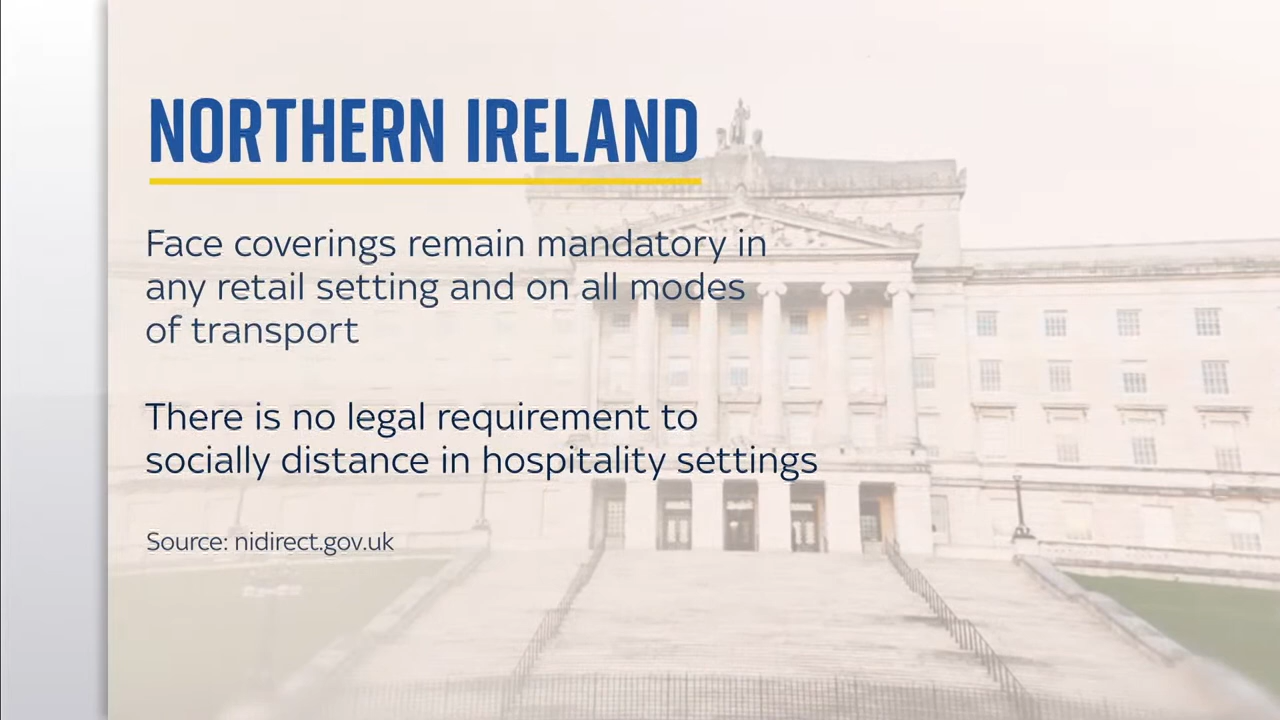 NORTHERN IRELAND
Face coverings remain mandatory in
any retail setting and on all modes
of transport
There is no legal requirement to
socially distance in hospitality settings
Source: nidirect.gov.uk